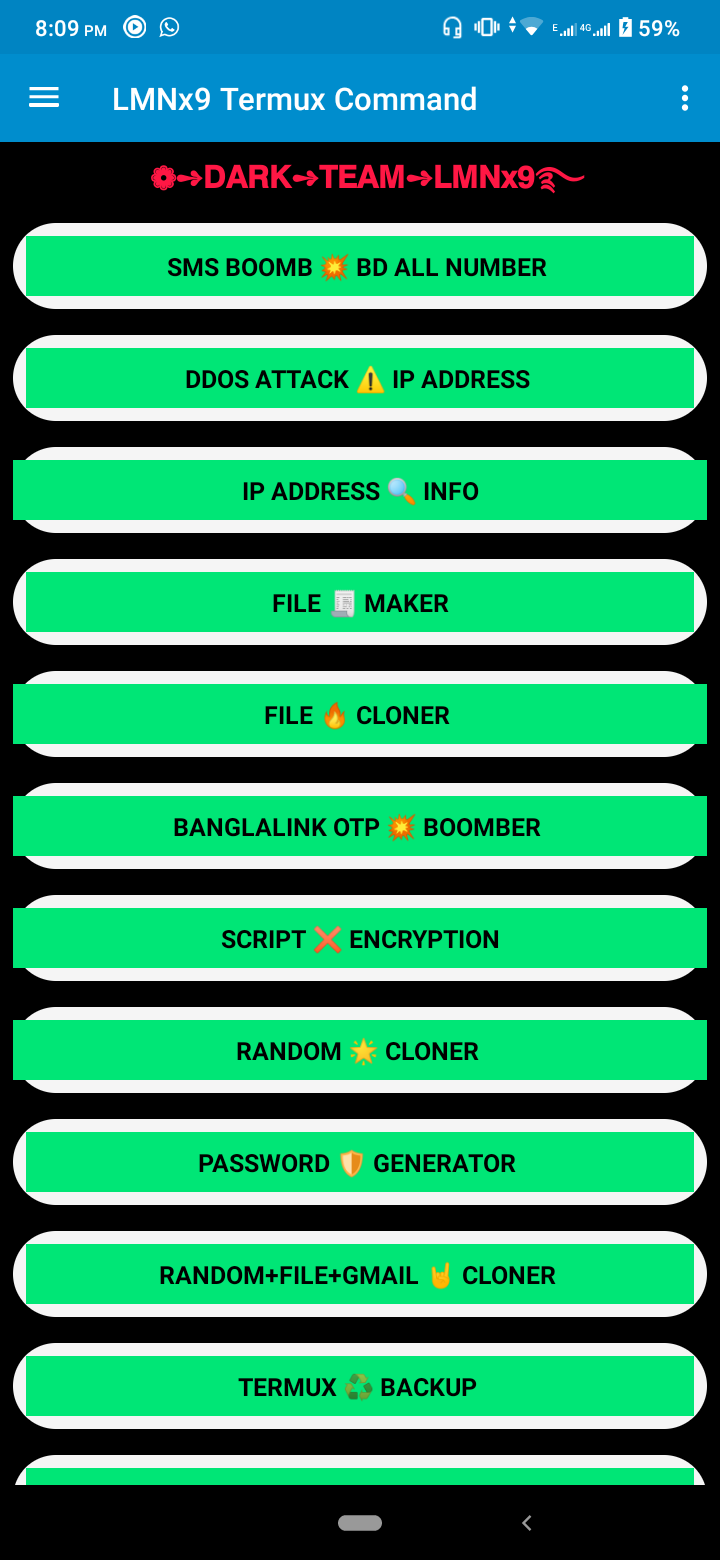 8:09 PM E 4G 59%
LMNx9 Termux Command
❁➺DARK➺TEAM➺LMNx9࿐
SMS BOOMB 💥 BD ALL NUMBER
DDOS ATTACK ⚠️ IP ADDRESS
IP ADDRESS 🔍 INFO
FILE 🧾 MAKER
FILE 🔥 CLONER
BANGLALINK OTP 💥 BOOMBER
SCRIPT ❌ ENCRYPTION
RANDOM 🌟 CLONER
PASSWORD 🛡️ GENERATOR
RANDOM+FILE+GMAIL 🤘 CLONER
TERMUX ♻️ BACKUP